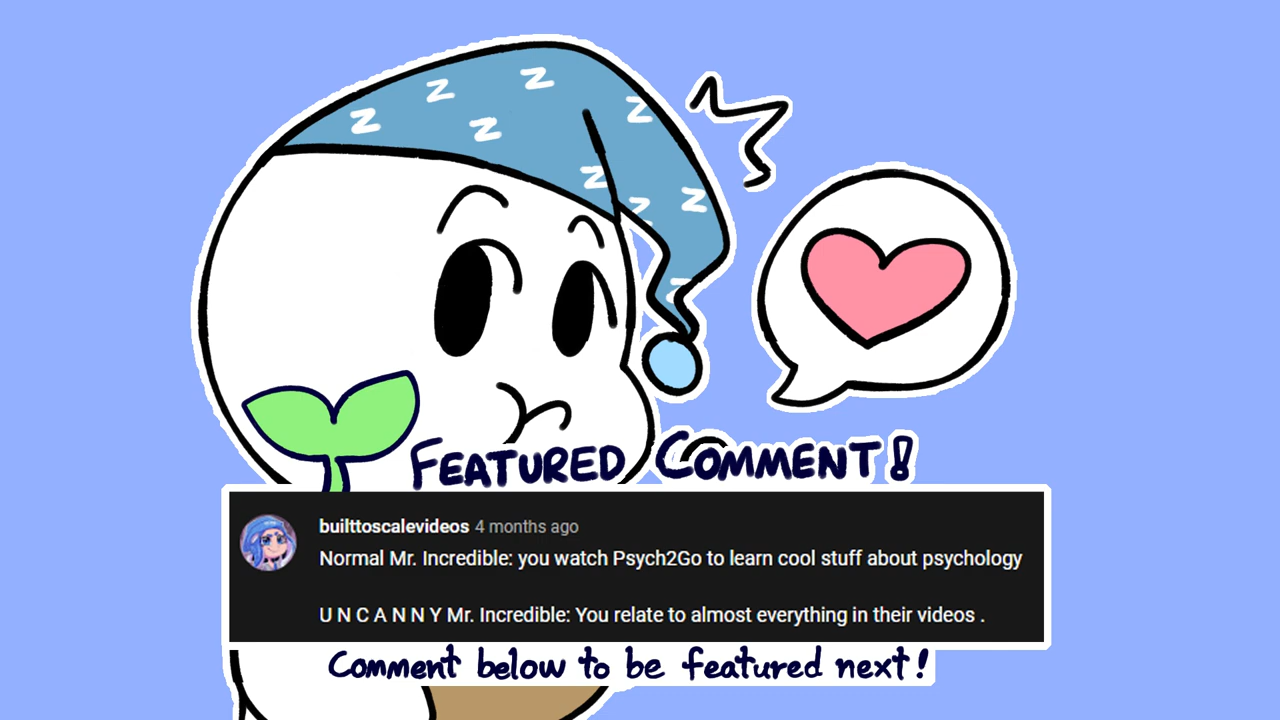 Z Z Z Z Z Z Z Z Z
FEATURED COMMENT!
builttoscalevideos 4 months ago
Normal Mr. Incredible: you watch Psych2Go to learn cool stuff about psychology
U N C A N N Y Mr. Incredible: You relate to almost everything in their videos .
Comment below to be featured next!